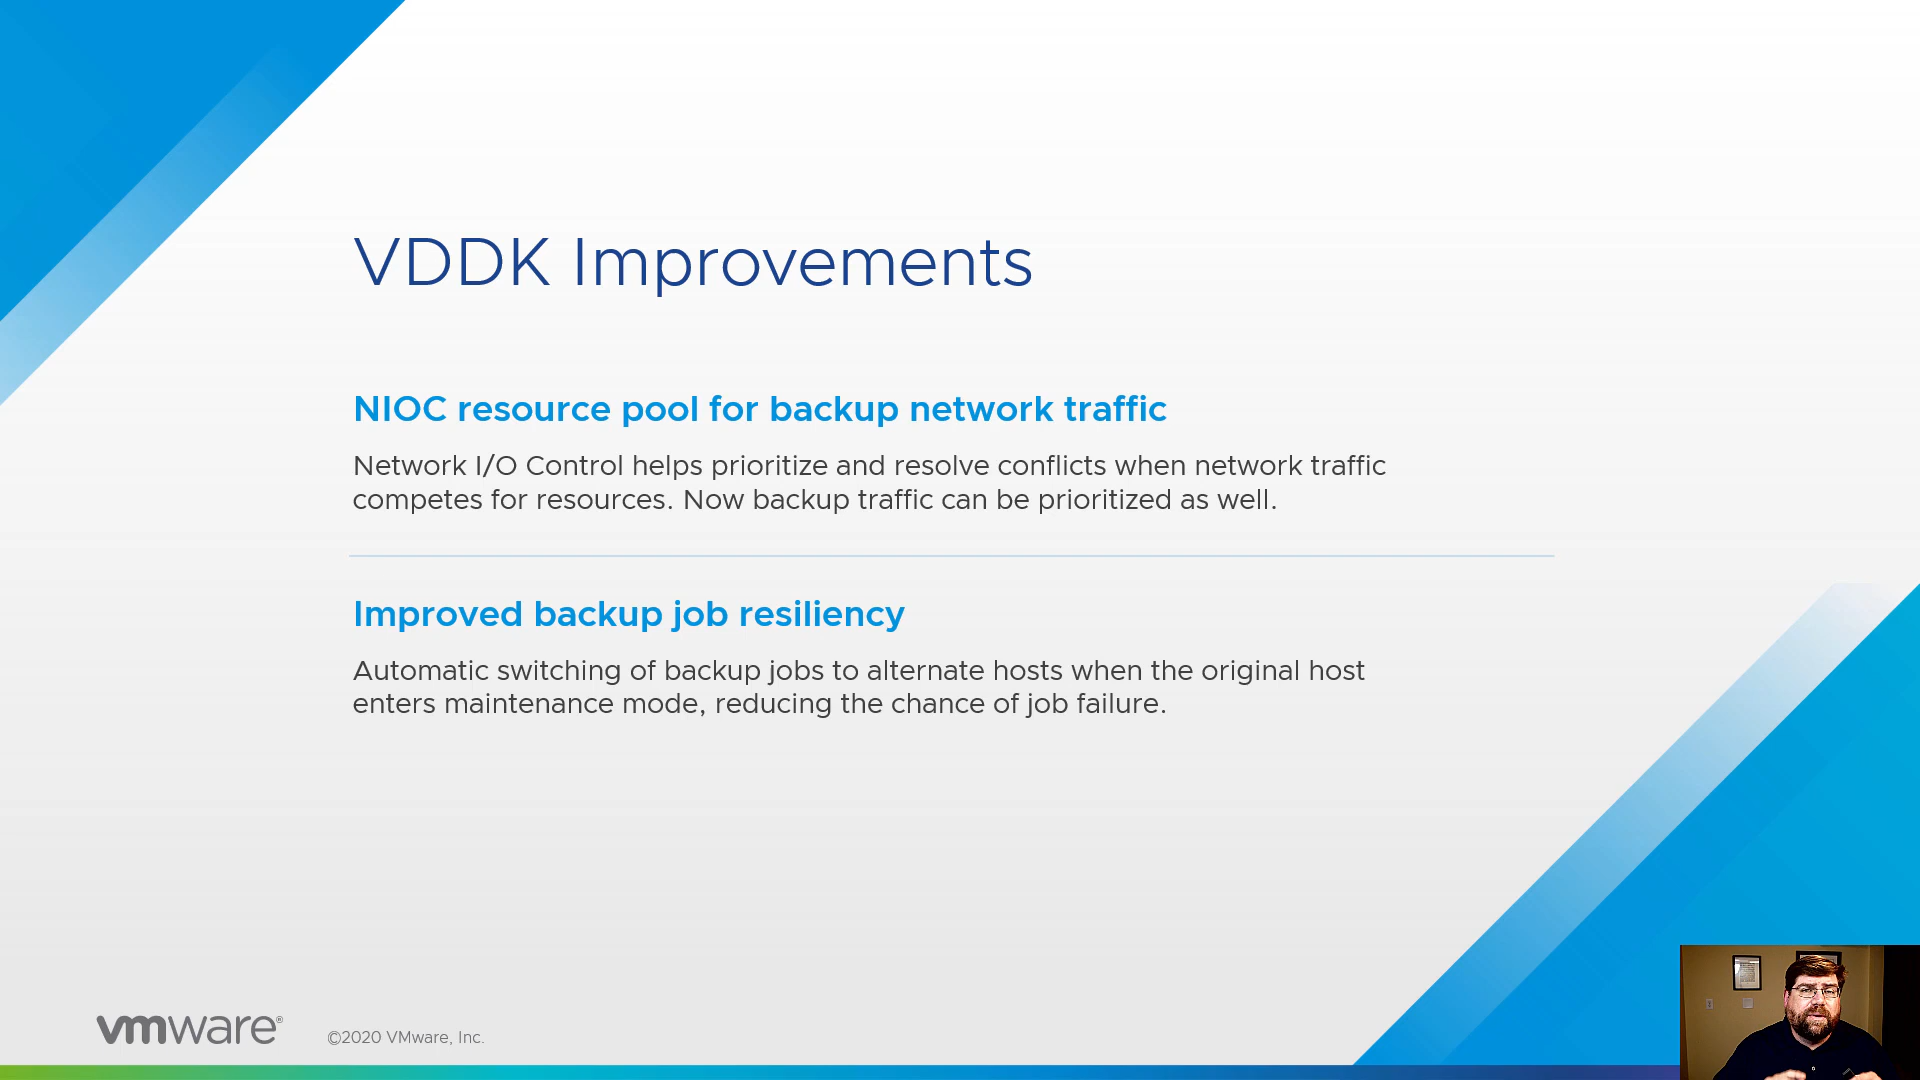 VDDK Improvements
NIOC resource pool for backup network traffic
Network I/O Control helps prioritize and resolve conflicts when network traffic
competes for resources. Now backup traffic can be prioritized as well.
Improved backup job resiliency
Automatic switching of backup jobs to alternate hosts when the original host
enters maintenance mode, reducing the chance of job failure.
vmware®
©2020 VMware, Inc.